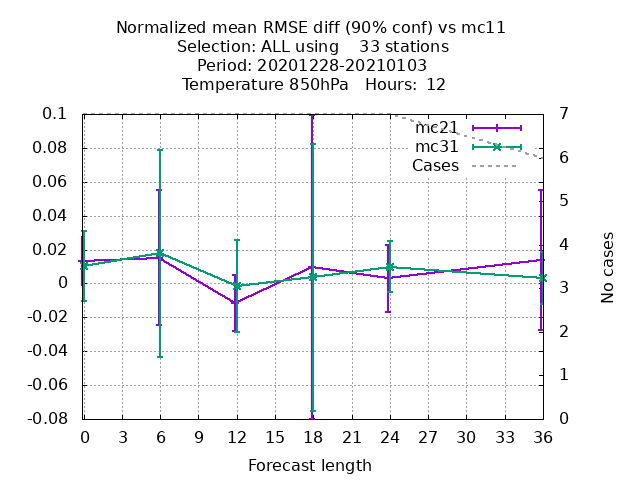 Normalized mean RMSE diff (90% conf) vs mc11
Selection: ALL using    33 stations
Period: 20201228-20210103
Temperature 850hPa   Hours:  12
mc21
mc31
Cases
0.1
0.08
0.06
0.04
0.02
0
-0.02
-0.04
-0.06
-0.08
7
6
5
4
3
2
1
0
No cases
0 3 6 9 12 15 18 21 24 27 30 33 36
Forecast length